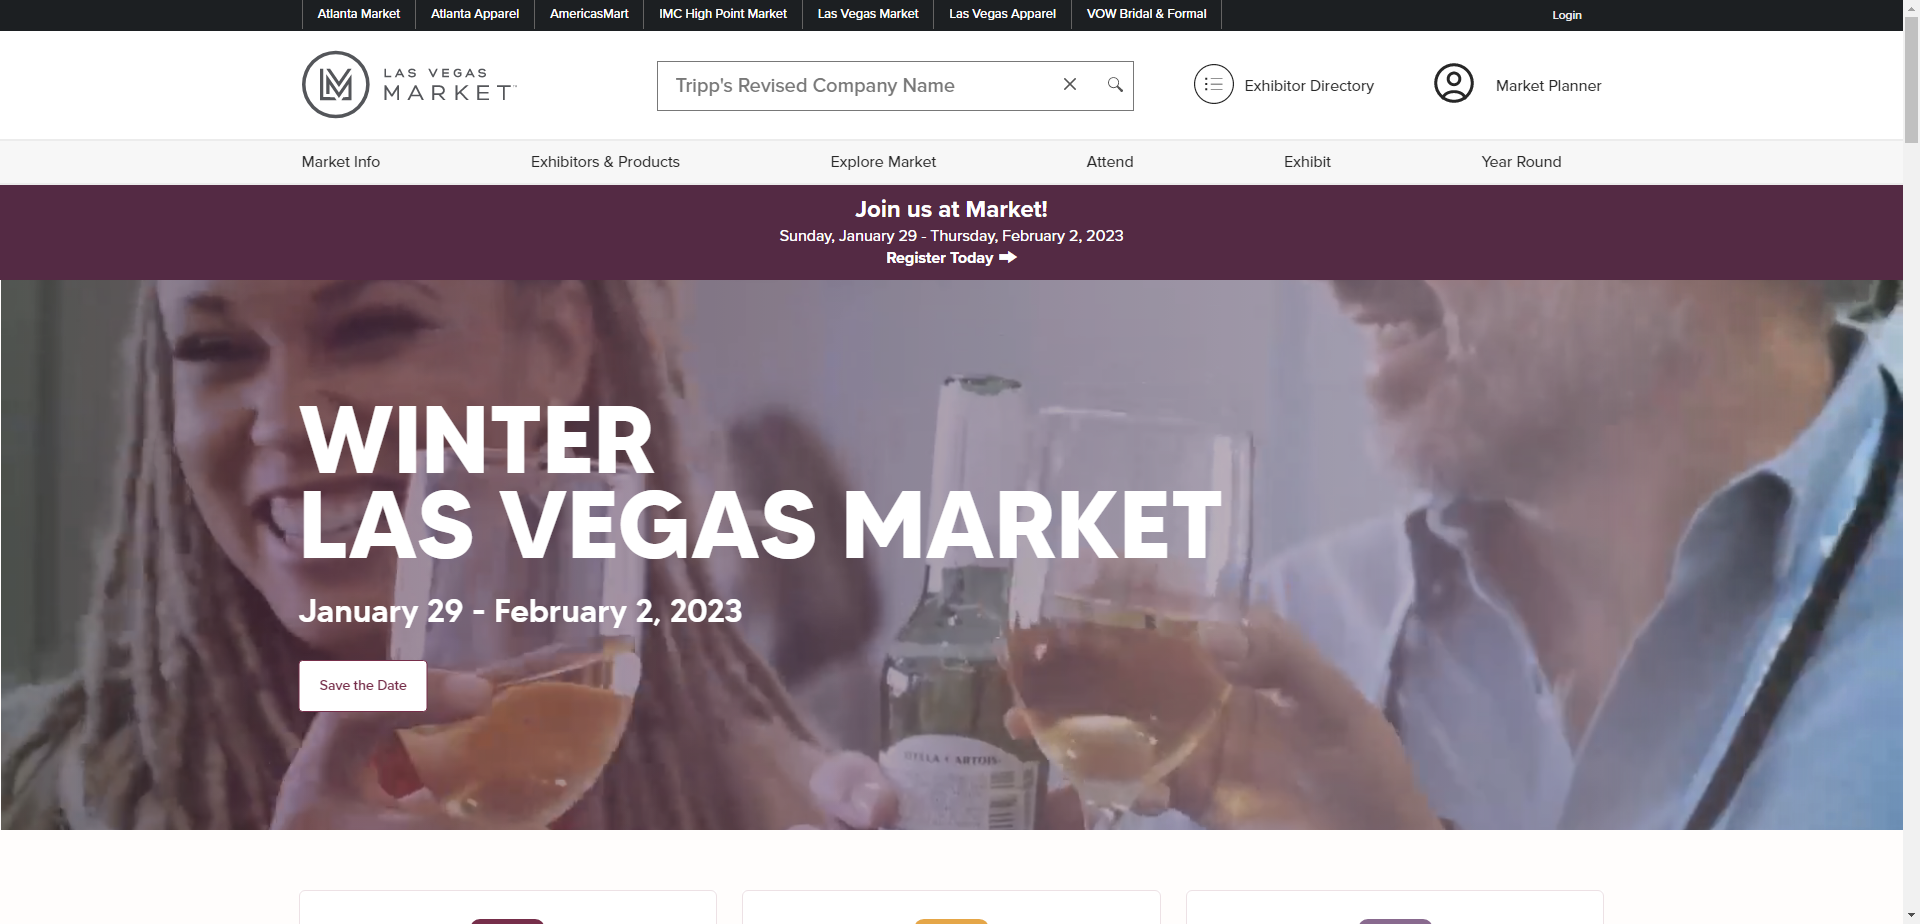 Atlanta Market
Atlanta Apparel
AmericasMart
IMC High Point Market
Las Vegas Market
Las Vegas Apparel
VOW Bridal & Formal
Login
LAS VEGAS
MARKET
Tripp's Revised Company Name
Exhibitor Directory
Market Planner
Market Info
Exhibitors & Products
Explore Market
Attend
Exhibit
Year Round
Join us at Market!
Sunday, January 29 - Thursday, February 2, 2023
Register Today
WINTER
LAS VEGAS MARKET
January 29 - February 2, 2023
Save the Date